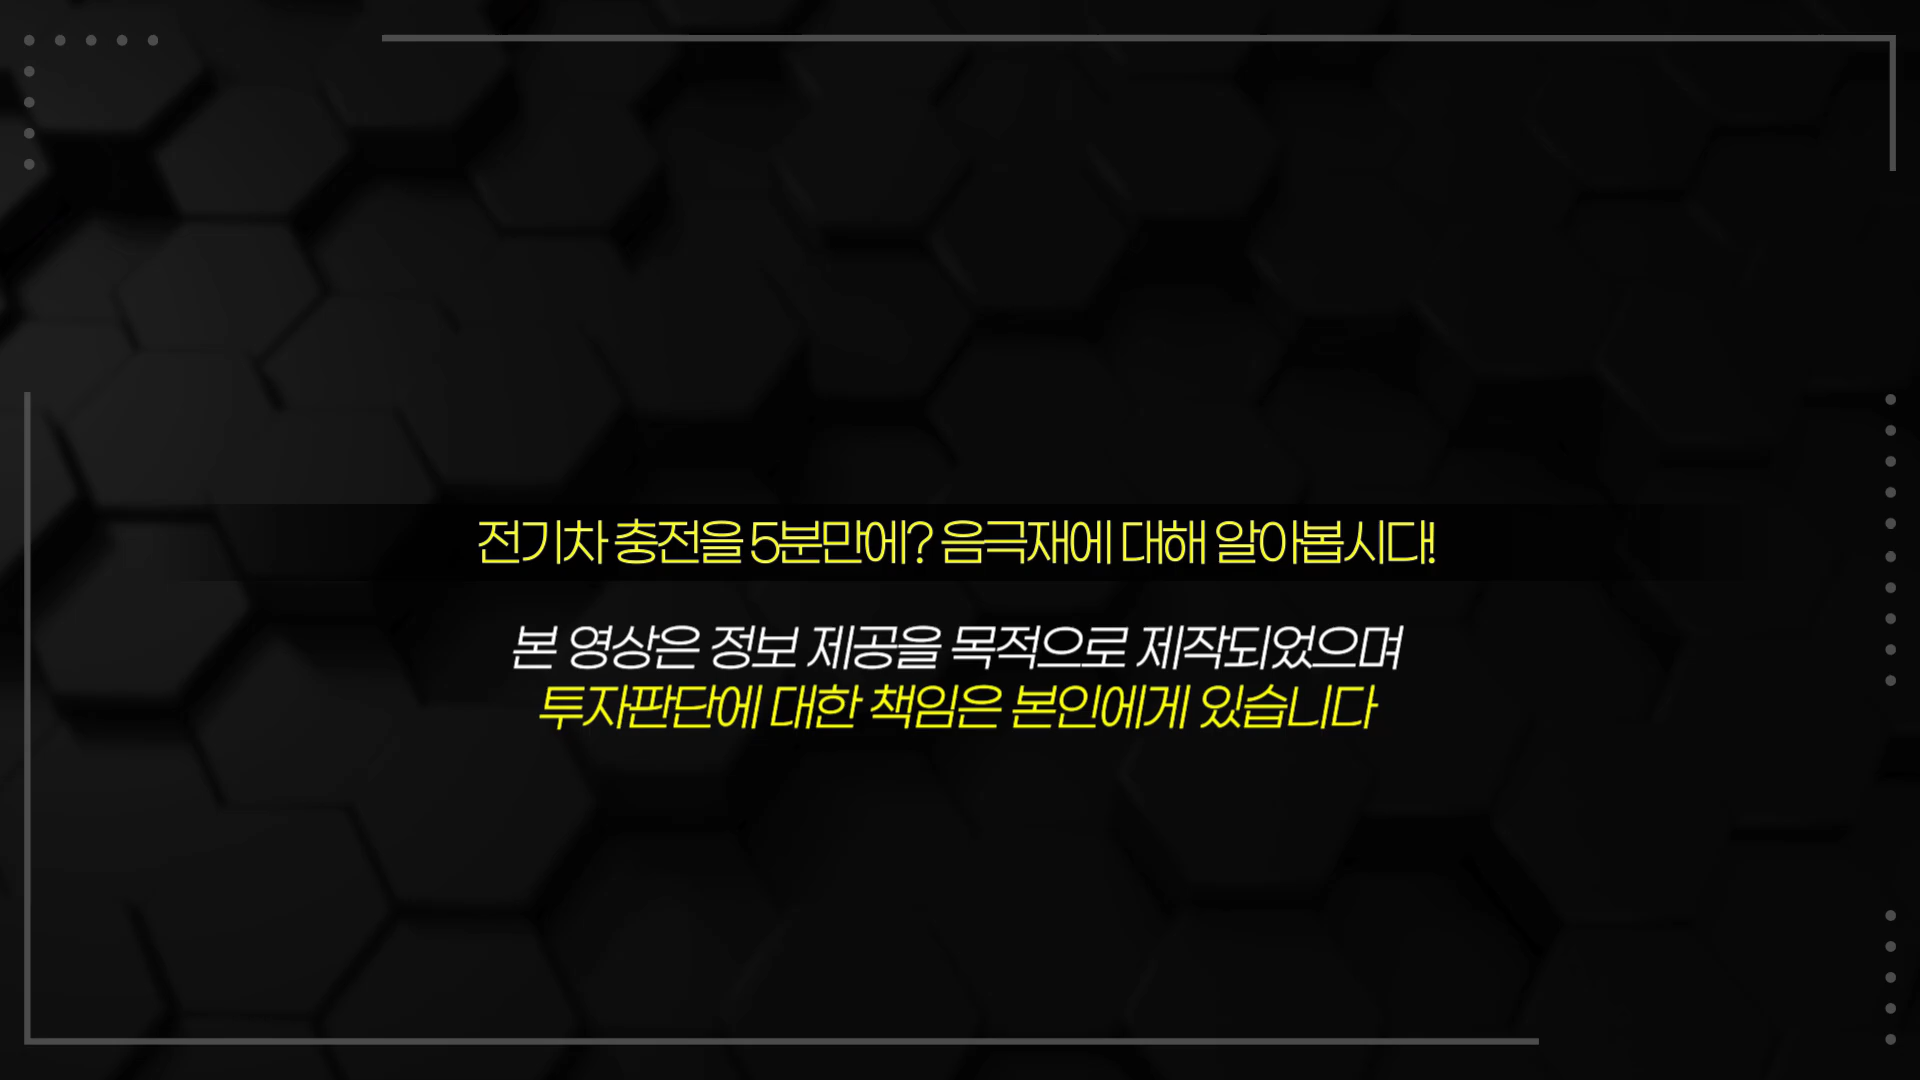 전기차 충전을 5분만에? 음극재에 대해 알아봅시다!
본 영상은 정보 제공을 목적으로 제작되었으며
투자판단에 대한 책임은 본인에게 있습니다